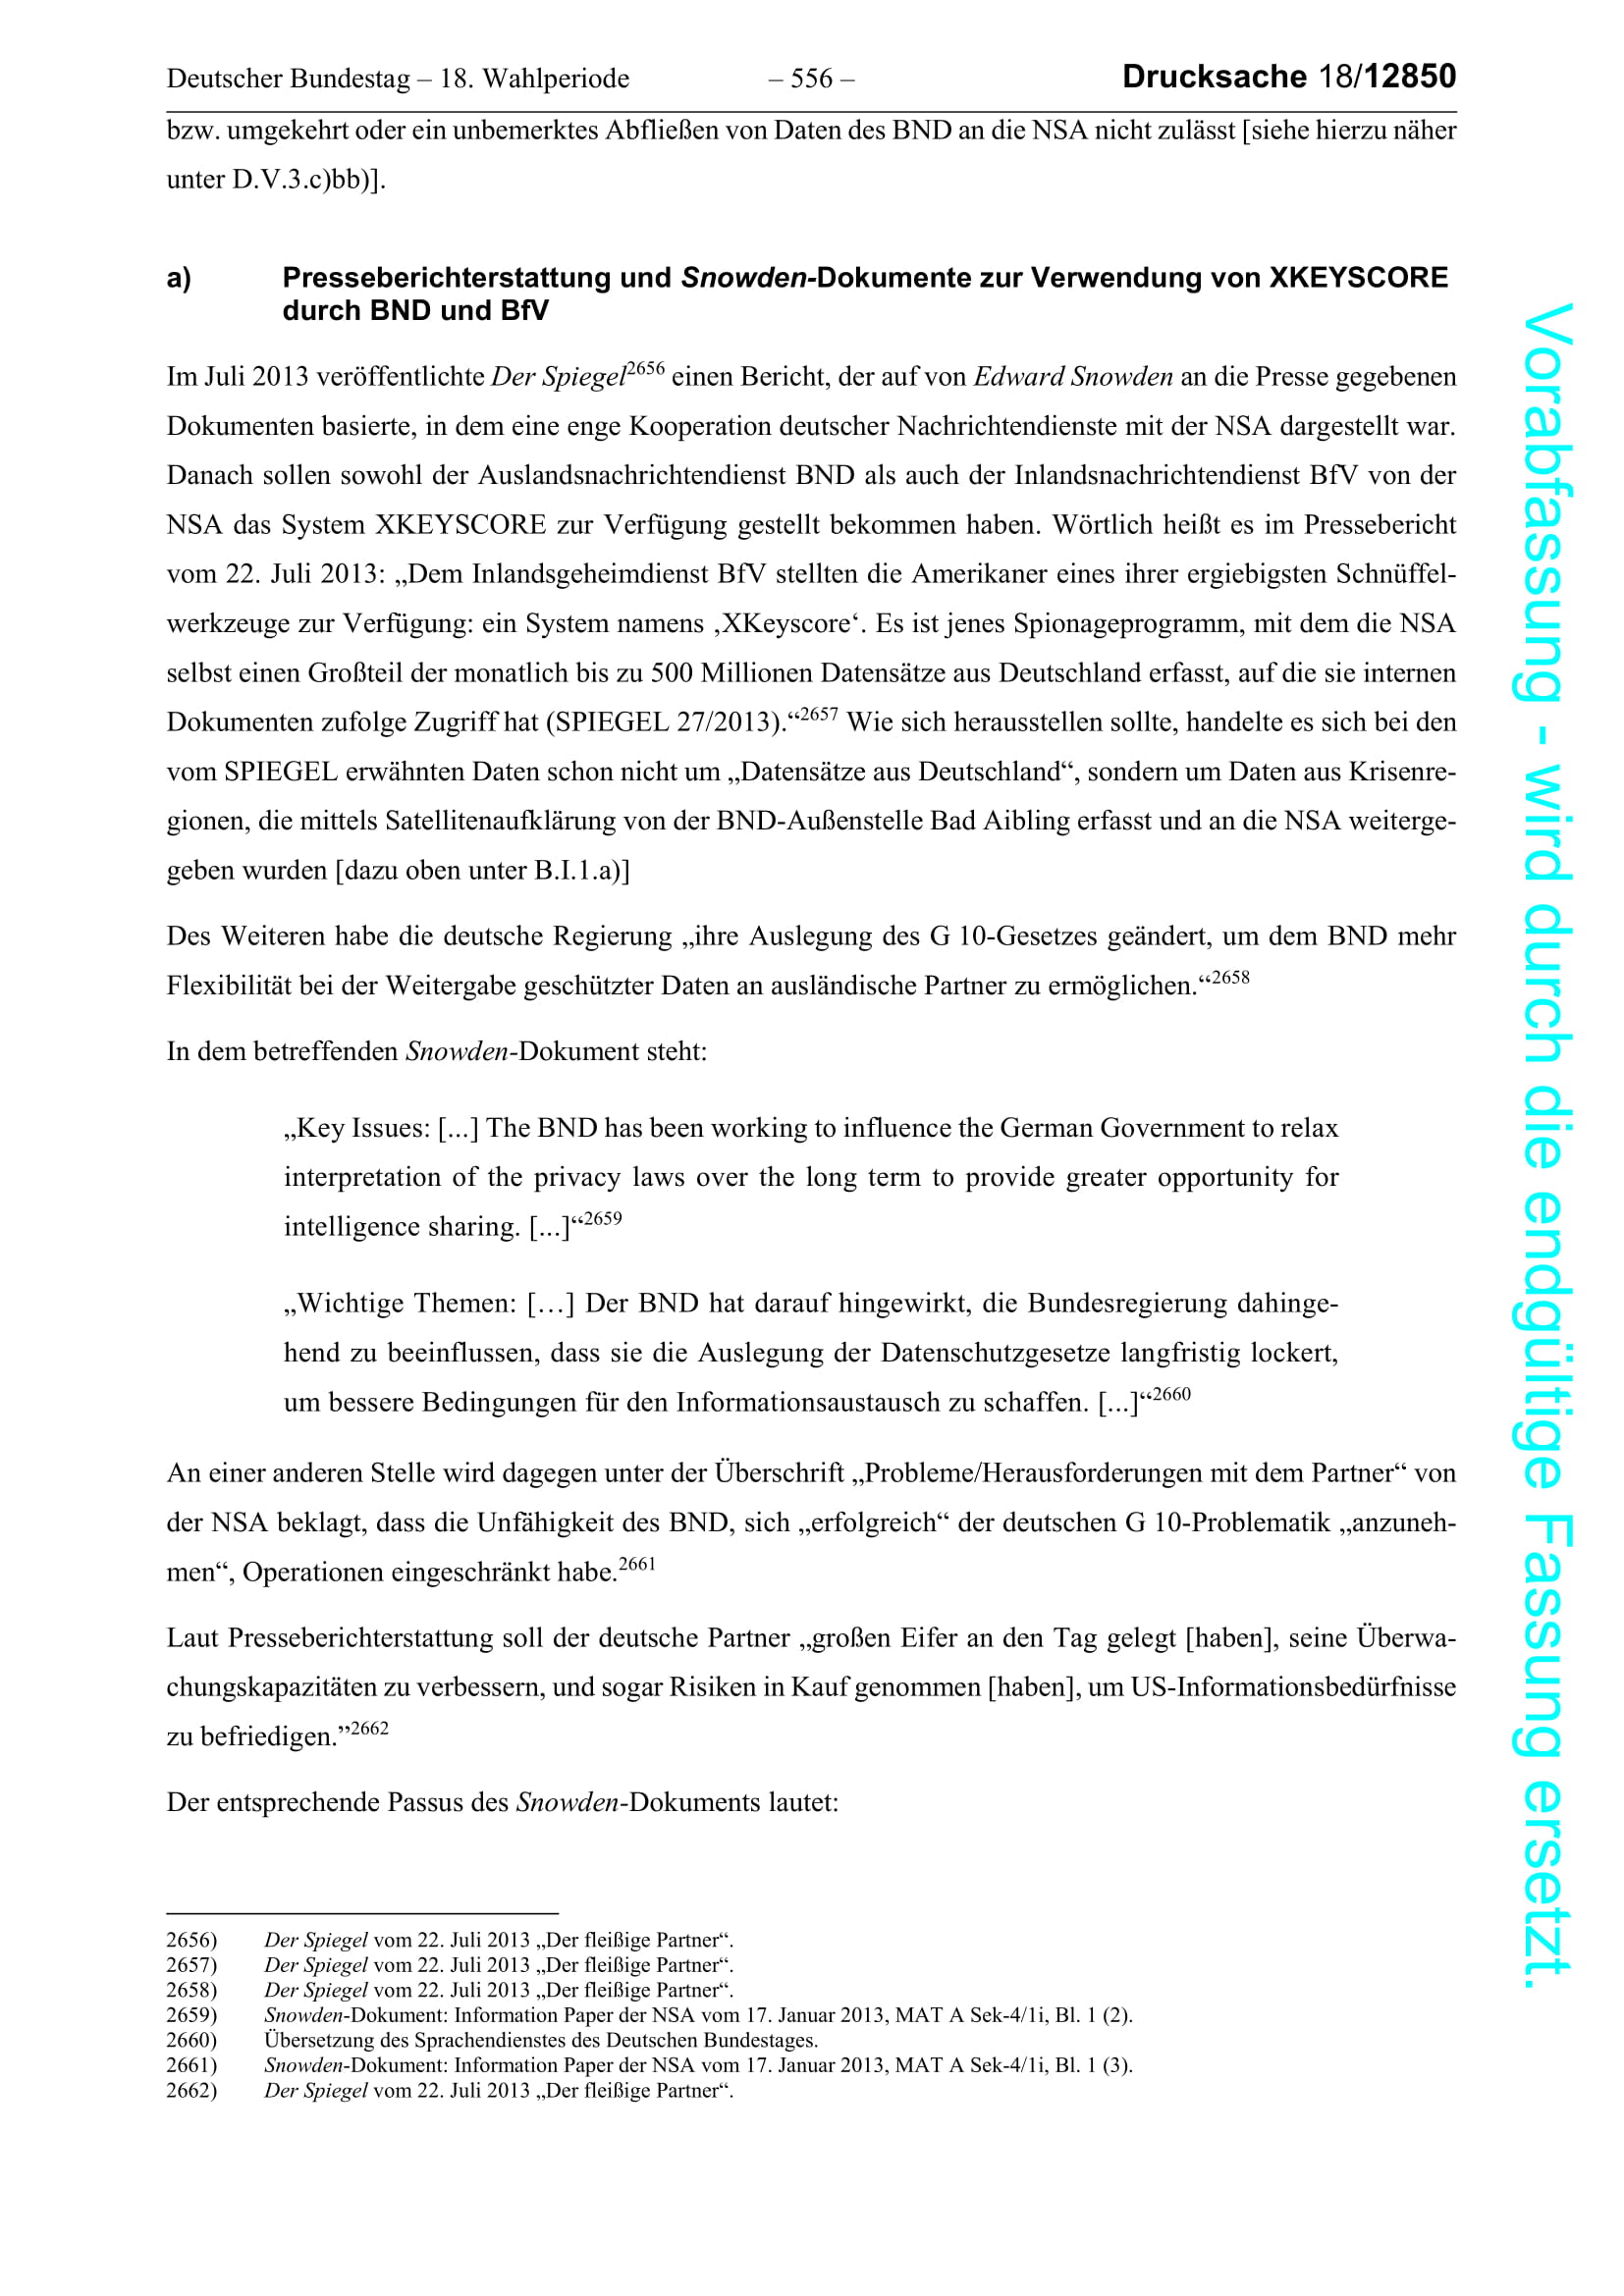 Deutscher Bundestag – 18. Wahlperiode – 556 – Drucksache 18/12850
bzw. umgekehrt oder ein unbemerktes Abfließen von Daten des BND an die NSA nicht zulässt [siehe hierzu näher
unter D.V.3.c)bb)].
a) Presseberichterstattung und Snowden-Dokumente zur Verwendung von XKEYSCORE
durch BND und BfV
Im Juli 2013 veröffentlichte Der Spiegel2656 einen Bericht, der auf von Edward Snowden an die Presse gegebenen
Dokumenten basierte, in dem eine enge Kooperation deutscher Nachrichtendienste mit der NSA dargestellt war.
Danach sollen sowohl der Auslandsnachrichtendienst BND als auch der Inlandsnachrichtendienst BfV von der
NSA das System XKEYSCORE zur Verfügung gestellt bekommen haben. Wörtlich heißt es im Pressebericht
vom 22. Juli 2013: „Dem Inlandsgeheimdienst BfV stellten die Amerikaner eines ihrer ergiebigsten Schnüffel-
werkzeuge zur Verfügung: ein System namens ‚XKeyscore‘. Es ist jenes Spionageprogramm, mit dem die NSA
selbst einen Großteil der monatlich bis zu 500 Millionen Datensätze aus Deutschland erfasst, auf die sie internen
Dokumenten zufolge Zugriff hat (SPIEGEL 27/2013).“2657 Wie sich herausstellen sollte, handelte es sich bei den
vom SPIEGEL erwähnten Daten schon nicht um „Datensätze aus Deutschland“, sondern um Daten aus Krisenre-
gionen, die mittels Satellitenaufklärung von der BND-Außenstelle Bad Aibling erfasst und an die NSA weiterge-
geben wurden [dazu oben unter B.I.1.a)]
Des Weiteren habe die deutsche Regierung „ihre Auslegung des G 10-Gesetzes geändert, um dem BND mehr
Flexibilität bei der Weitergabe geschützter Daten an ausländische Partner zu ermöglichen.“2658
In dem betreffenden Snowden-Dokument steht:
„Key Issues: [...] The BND has been working to influence the German Government to relax
interpretation of the privacy laws over the long term to provide greater opportunity for
intelligence sharing. [...]“2659
„Wichtige Themen: […] Der BND hat darauf hingewirkt, die Bundesregierung dahinge-
hend zu beeinflussen, dass sie die Auslegung der Datenschutzgesetze langfristig lockert,
um bessere Bedingungen für den Informationsaustausch zu schaffen. [...]“2660
An einer anderen Stelle wird dagegen unter der Überschrift „Probleme/Herausforderungen mit dem Partner“ von
der NSA beklagt, dass die Unfähigkeit des BND, sich „erfolgreich“ der deutschen G 10-Problematik „anzuneh-
men“, Operationen eingeschränkt habe.2661
Laut Presseberichterstattung soll der deutsche Partner „großen Eifer an den Tag gelegt [haben], seine Überwa-
chungskapazitäten zu verbessern, und sogar Risiken in Kauf genommen [haben], um US-Informationsbedürfnisse
zu befriedigen.”2662
Der entsprechende Passus des Snowden-Dokuments lautet:
2656) Der Spiegel vom 22. Juli 2013 „Der fleißige Partner“.
2657) Der Spiegel vom 22. Juli 2013 „Der fleißige Partner“.
2658) Der Spiegel vom 22. Juli 2013 „Der fleißige Partner“.
2659) Snowden-Dokument: Information Paper der NSA vom 17. Januar 2013, MAT A Sek-4/1i, Bl. 1 (2).
2660) Übersetzung des Sprachendienstes des Deutschen Bundestages.
2661) Snowden-Dokument: Information Paper der NSA vom 17. Januar 2013, MAT A Sek-4/1i, Bl. 1 (3).
2662) Der Spiegel vom 22. Juli 2013 „Der fleißige Partner“.
Vorabfassung - wird durch die endgültige Fassung ersetzt.